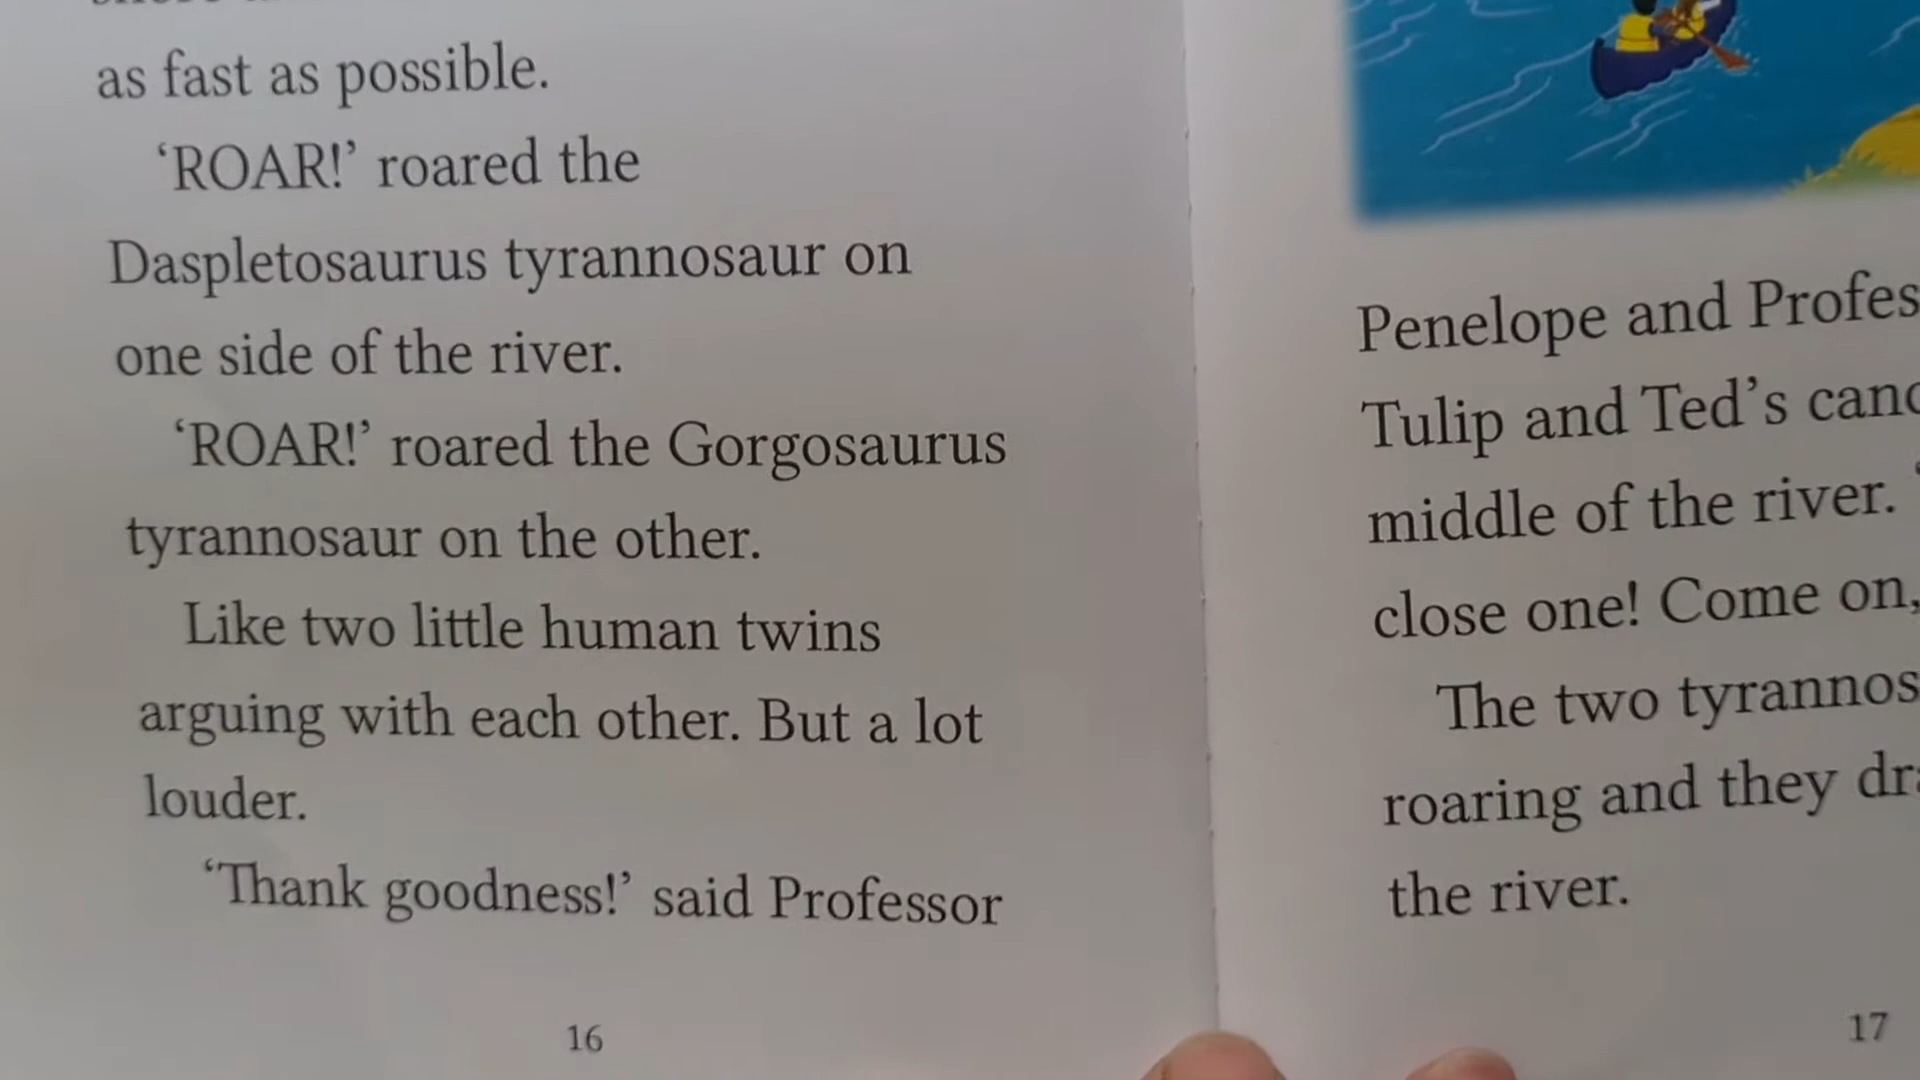 as fast as possible.
‘ROAR!’ roared the
Daspletosaurus tyrannosaur on
one side of the river.
‘ROAR!’ roared the Gorgosaurus
tyrannosaur on the other.
Like two little human twins
arguing with each other. But a lot
louder.
‘Thank goodness!’ said Professor
16
Penelope and
Tulip and Ted’s
middle of the river.
close one! Come on,
The two
roaring and they
the river.
17